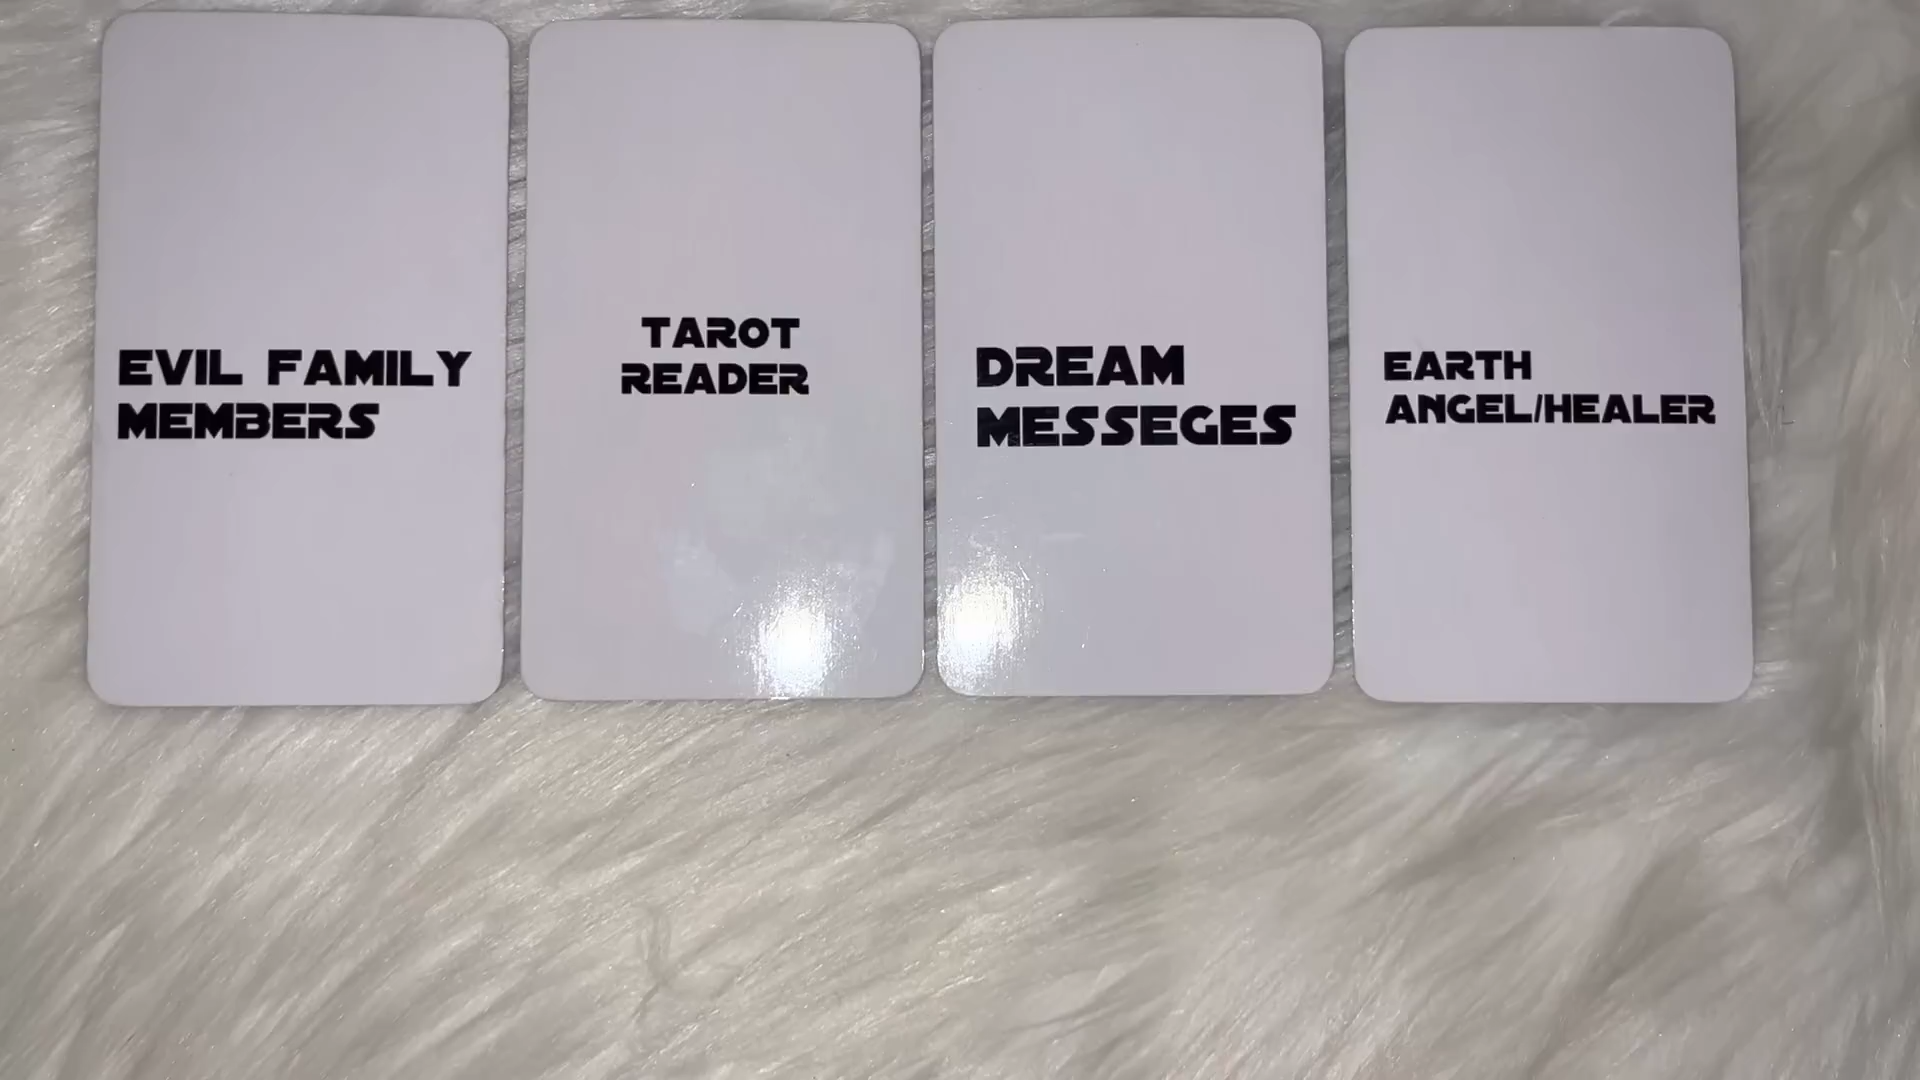 EVIL FAMILY
MEMBERS
TAROT
READER
DREAM
MESSEGES
EARTH
ANGEL/HEALER